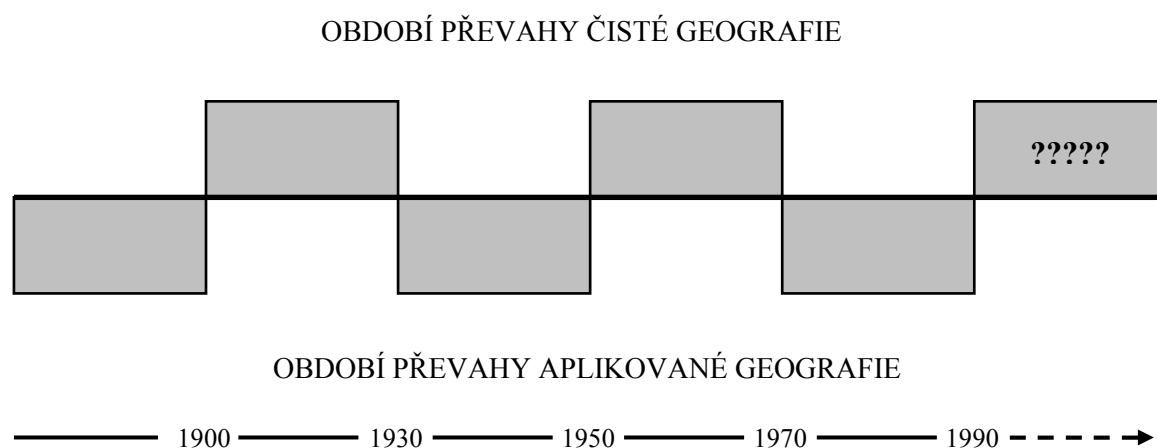 OBDOBÍ PŘEVAHY ČISTÉ GEOGRAFIE
?????
OBDOBÍ PŘEVAHY APLIKOVANÉ GEOGRAFIE
1900 1930 1950 1970 1990